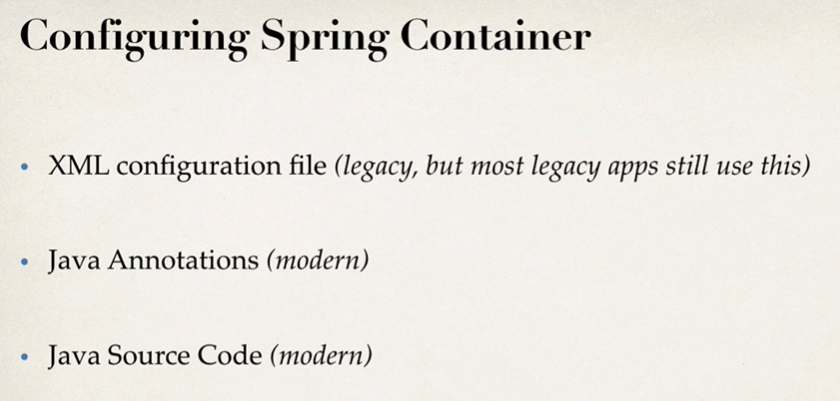 Configuring Spring Container
• XML configuration file (legacy, but most legacy apps still use this)
• Java Annotations (modern)
• Java Source Code (modern)